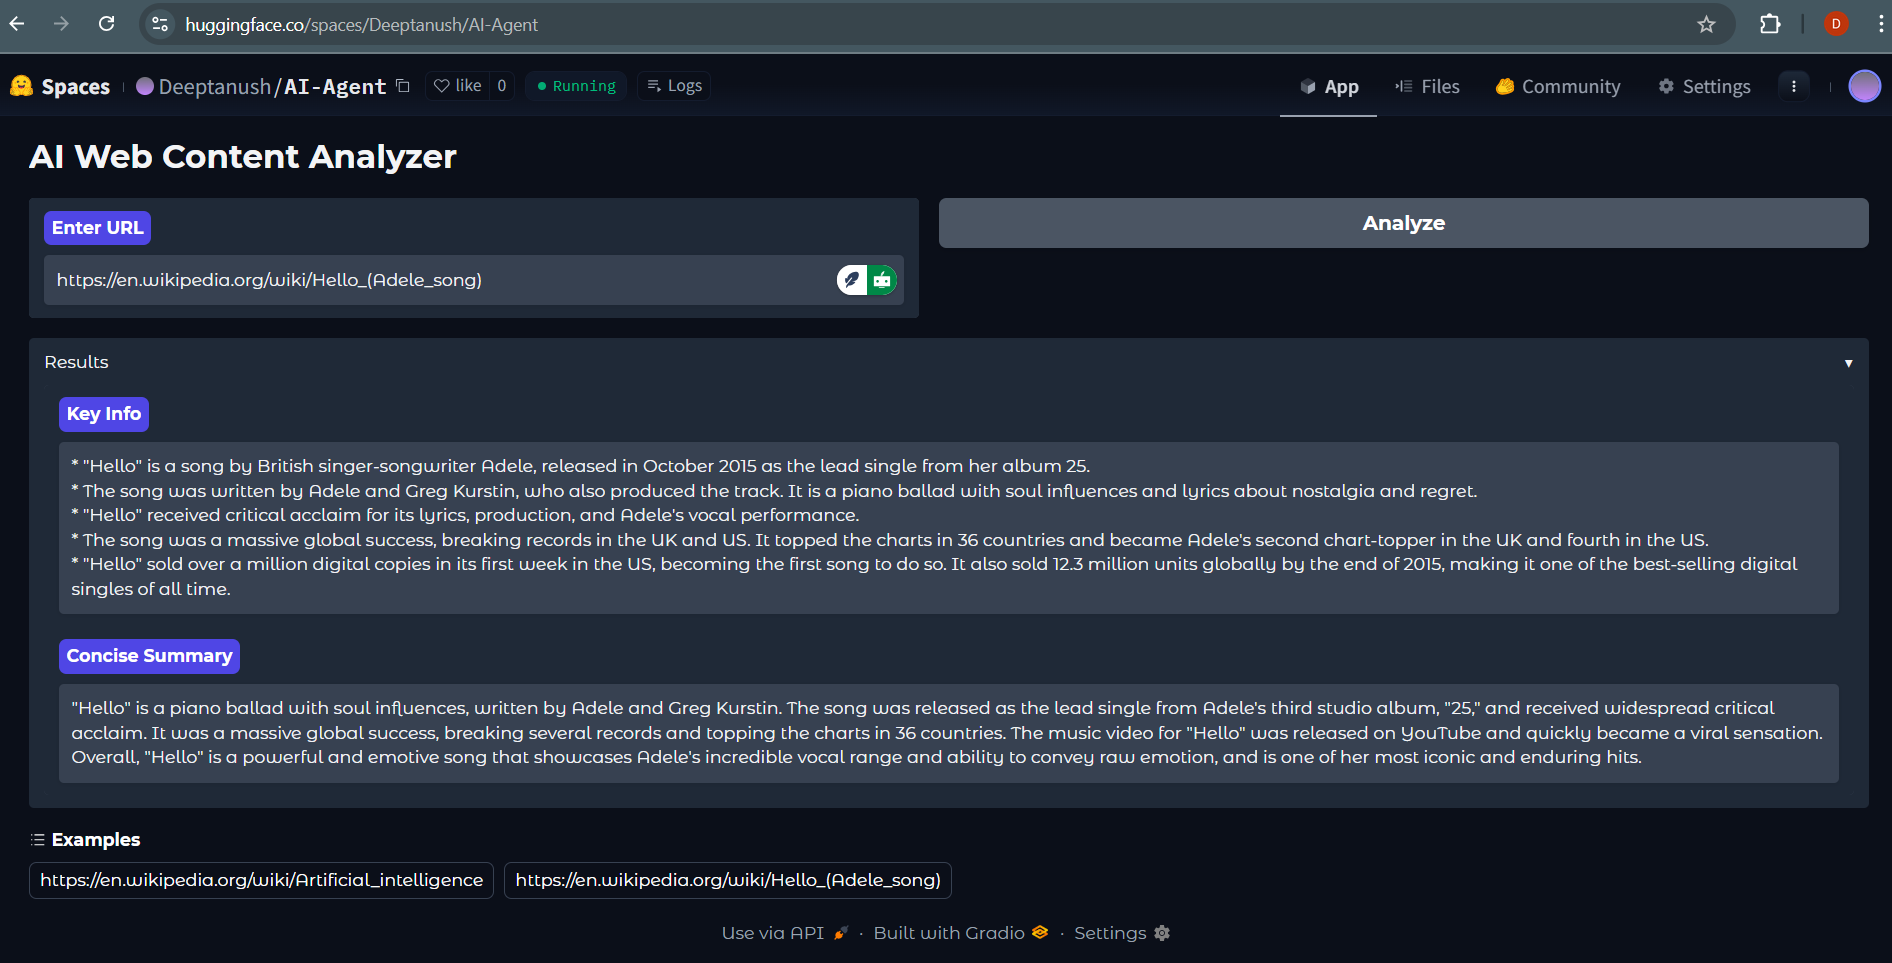 huggingface.co/spaces/Deeptanush/AI-Agent
D
Spaces
Deeptanush/AI-Agent
like 0
Running
Logs
App
Files
Community
Settings
AI Web Content Analyzer
Enter URL
https://en.wikipedia.org/wiki/Hello_(Adele_song)
Analyze
Results
Key Info
* "Hello" is a song by British singer-songwriter Adele, released in October 2015 as the lead single from her album 25.
* The song was written by Adele and Greg Kurstin, who also produced the track. It is a piano ballad with soul influences and lyrics about nostalgia and regret.
* "Hello" received critical acclaim for its lyrics, production, and Adele's vocal performance.
* The song was a massive global success, breaking records in the UK and US. It topped the charts in 36 countries and became Adele's second chart-topper in the UK and fourth in the US.
* "Hello" sold over a million digital copies in its first week in the US, becoming the first song to do so. It also sold 12.3 million units globally by the end of 2015, making it one of the best-selling digital
singles of all time.
Concise Summary
"Hello" is a piano ballad with soul influences, written by Adele and Greg Kurstin. The song was released as the lead single from Adele's third studio album, "25," and received widespread critical
acclaim. It was a massive global success, breaking several records and topping the charts in 36 countries. The music video for "Hello" was released on YouTube and quickly became a viral sensation.
Overall, "Hello" is a powerful and emotive song that showcases Adele's incredible vocal range and ability to convey raw emotion, and is one of her most iconic and enduring hits.
Examples
https://en.wikipedia.org/wiki/Artificial_intelligence
https://en.wikipedia.org/wiki/Hello_(Adele_song)
Use via API · Built with Gradio · Settings